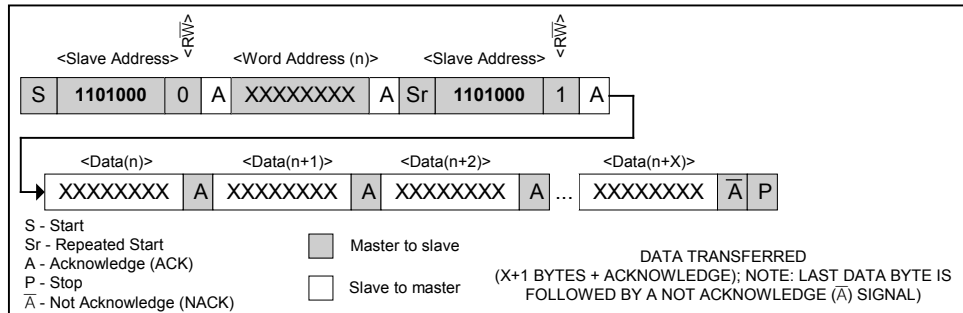 <RW̅> <RW̅>
<Slave Address> <Word Address (n)> <Slave Address>
S 1101000 0 A XXXXXXXX A Sr 1101000 1 A
<Data(n)> <Data(n+1)> <Data(n+2)> <Data(n+X)>
XXXXXXXX A XXXXXXXX A XXXXXXXX A ... XXXXXXXX A̅ P
S - Start
Sr - Repeated Start
A - Acknowledge (ACK)
P - Stop
A̅ - Not Acknowledge (NACK)
Master to slave
Slave to master
DATA TRANSFERRED
(X+1 BYTES + ACKNOWLEDGE); NOTE: LAST DATA BYTE IS
FOLLOWED BY A NOT ACKNOWLEDGE (A̅) SIGNAL)